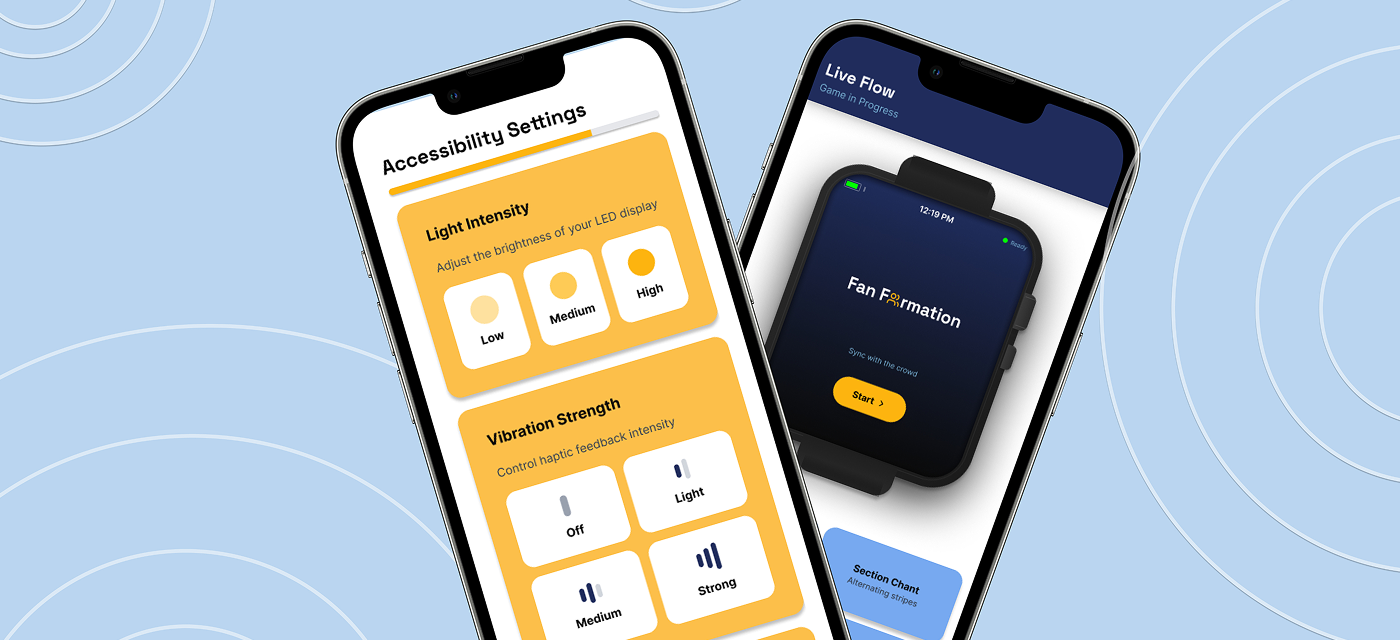 Accessibility Settings
Light Intensity
Adjust the brightness of your LED display
Low
Medium
High
Vibration Strength
Control haptic feedback intensity
Off
Light
Medium
Strong
Live Flow
Game in Progress
12:19 PM
Ready
Fan Formation
Sync with the crowd
Start >
Section Chant
Alternating stripes